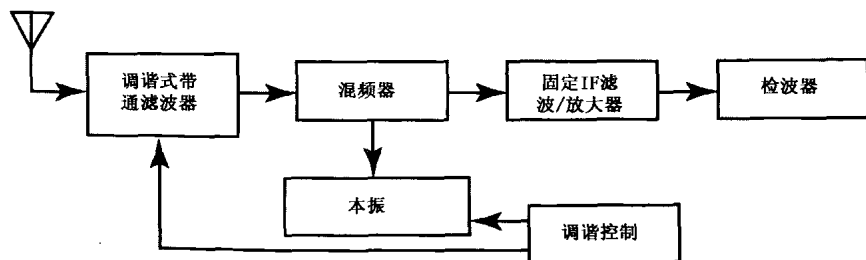 调谐式带
通滤波器
混频器
固定IF滤
波/放大器
检波器
本振
调谐控制